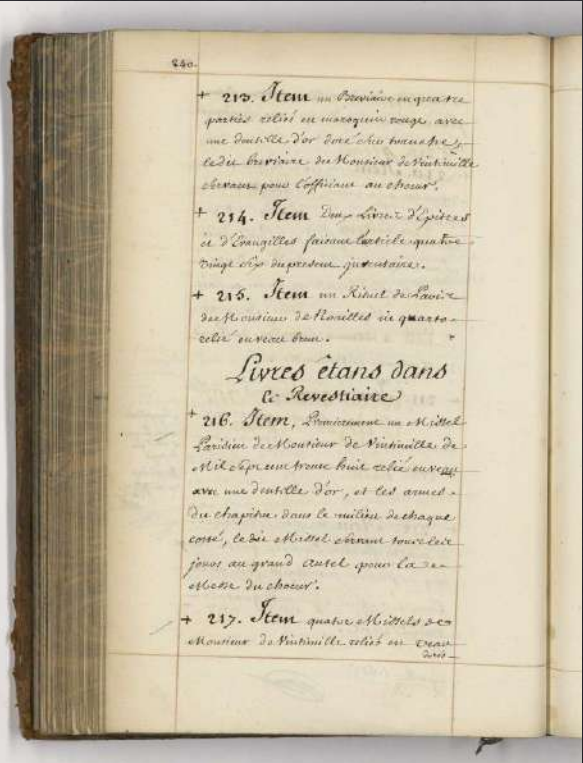 240.
+ 213. Item un Breviaire en quatre
parties relié en maroquin rouge, avec
une dentelle d'or doré sur tranche,
ledit breviaire de Monsieur de Vintimille
servant pour l'officiant au choeur.
+ 214. Item Deux Livres d'Epitres
et d'Evangilles faisant l'article quatre
vingt six du present inventaire.
+ 215. Item un Rituel de Paris
de Monsieur de Noailles in quarto
relié en veau brun.
Livres étans dans
le Revestiaire
+ 216. Item, Premierement un Missel
Parisien de Monsieur de Vintimille de
Mil sept cent trente huit relié en veau
avec une dentille d'or, et les armes
du chapitre dans le milieu de chaque
costé, ledit Missel servant tous les
jours au grand Autel pour la
Messe du choeur.
+ 217. Item quatre Missels de
Monsieur de Vintimille reliés en veau